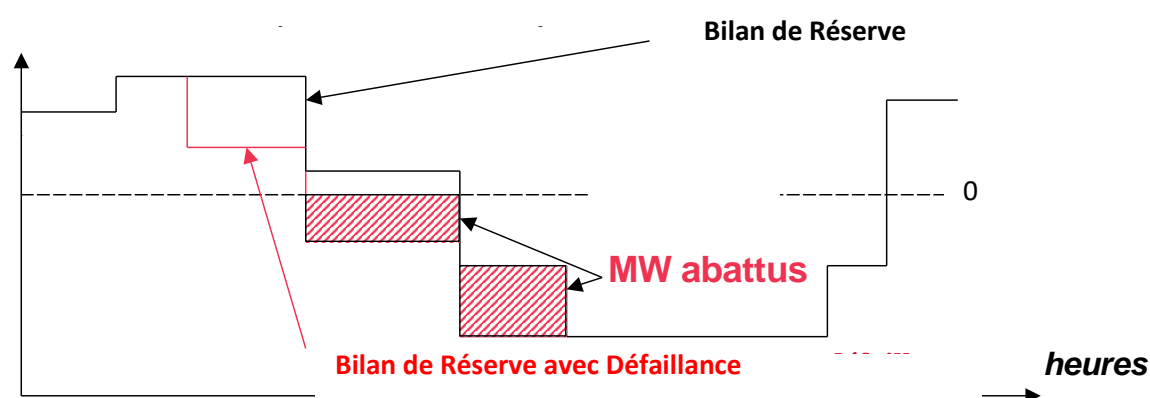 Bilan de Réserve
0
MW abattus
Bilan de Réserve avec Défaillance
heures